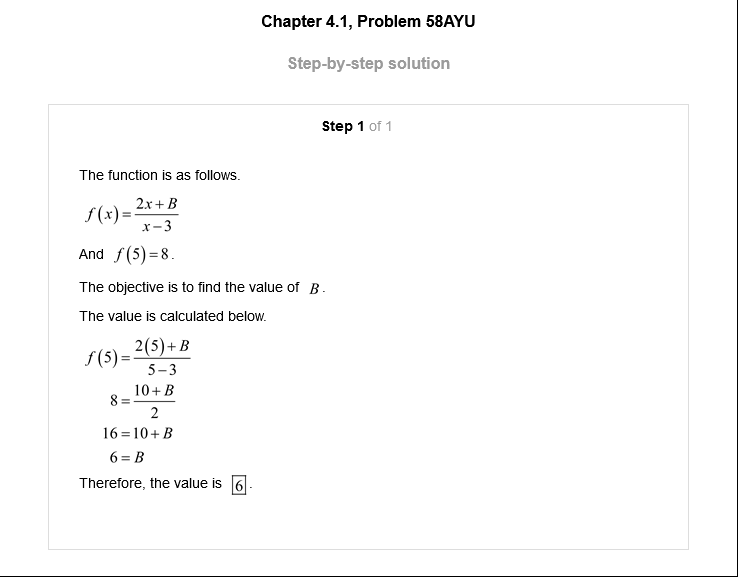 Chapter 4.1, Problem 58AYU
Step-by-step solution
Step 1 of 1
The function is as follows.
f(x)=\frac{2x+B}{x-3}
And f(5)=8.
The objective is to find the value of B.
The value is calculated below.
f(5)=\frac{2(5)+B}{5-3}
8=\frac{10+B}{2}
16=10+B
6=B
Therefore, the value is 6.